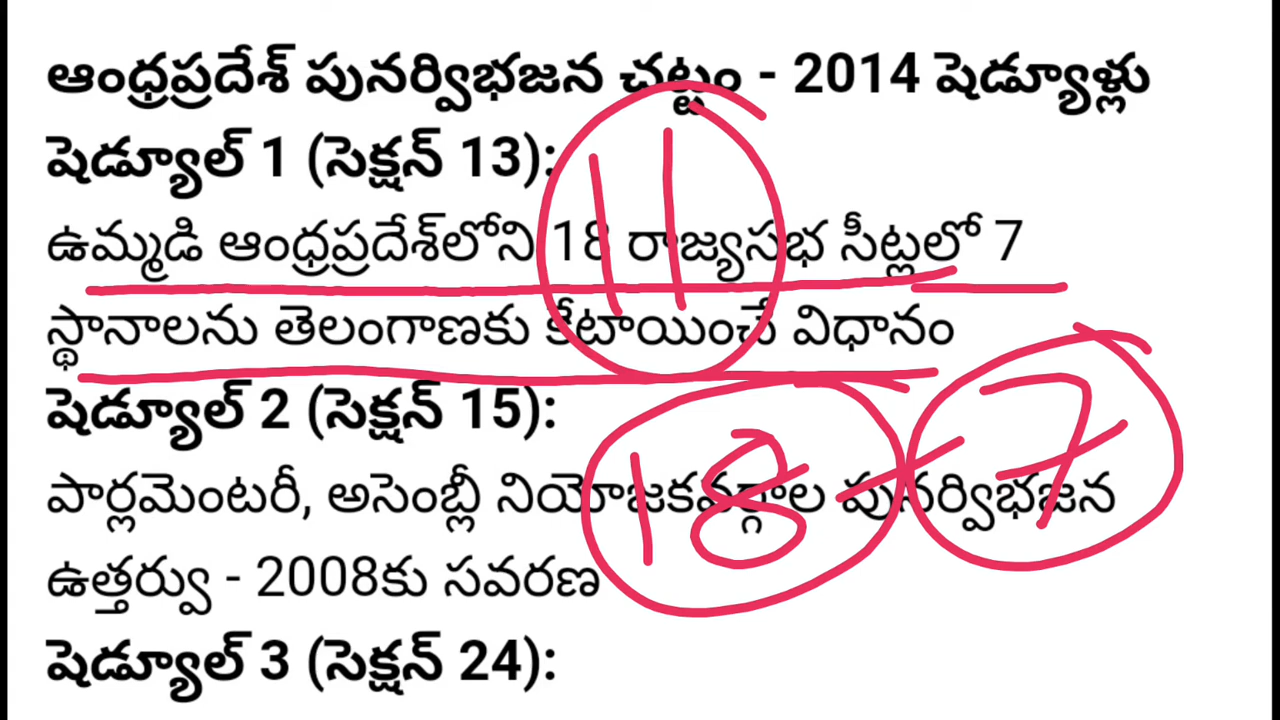 ఆంధ్రప్రదేశ్ పునర్విభజన చట్టం - 2014 షెడ్యూళ్లు
షెడ్యూల్ 1 (సెక్షన్ 13):
ఉమ్మడి ఆంధ్రప్రదేశ్‌లోని 18 రాజ్యసభ సీట్లలో 7
11
స్థానాలను తెలంగాణకు కేటాయించే విధానం
షెడ్యూల్ 2 (సెక్షన్ 15):
18 - 7
పార్లమెంటరీ, అసెంబ్లీ నియోజకవర్గాల పునర్విభజన
ఉత్తర్వు - 2008కు సవరణ
షెడ్యూల్ 3 (సెక్షన్ 24):